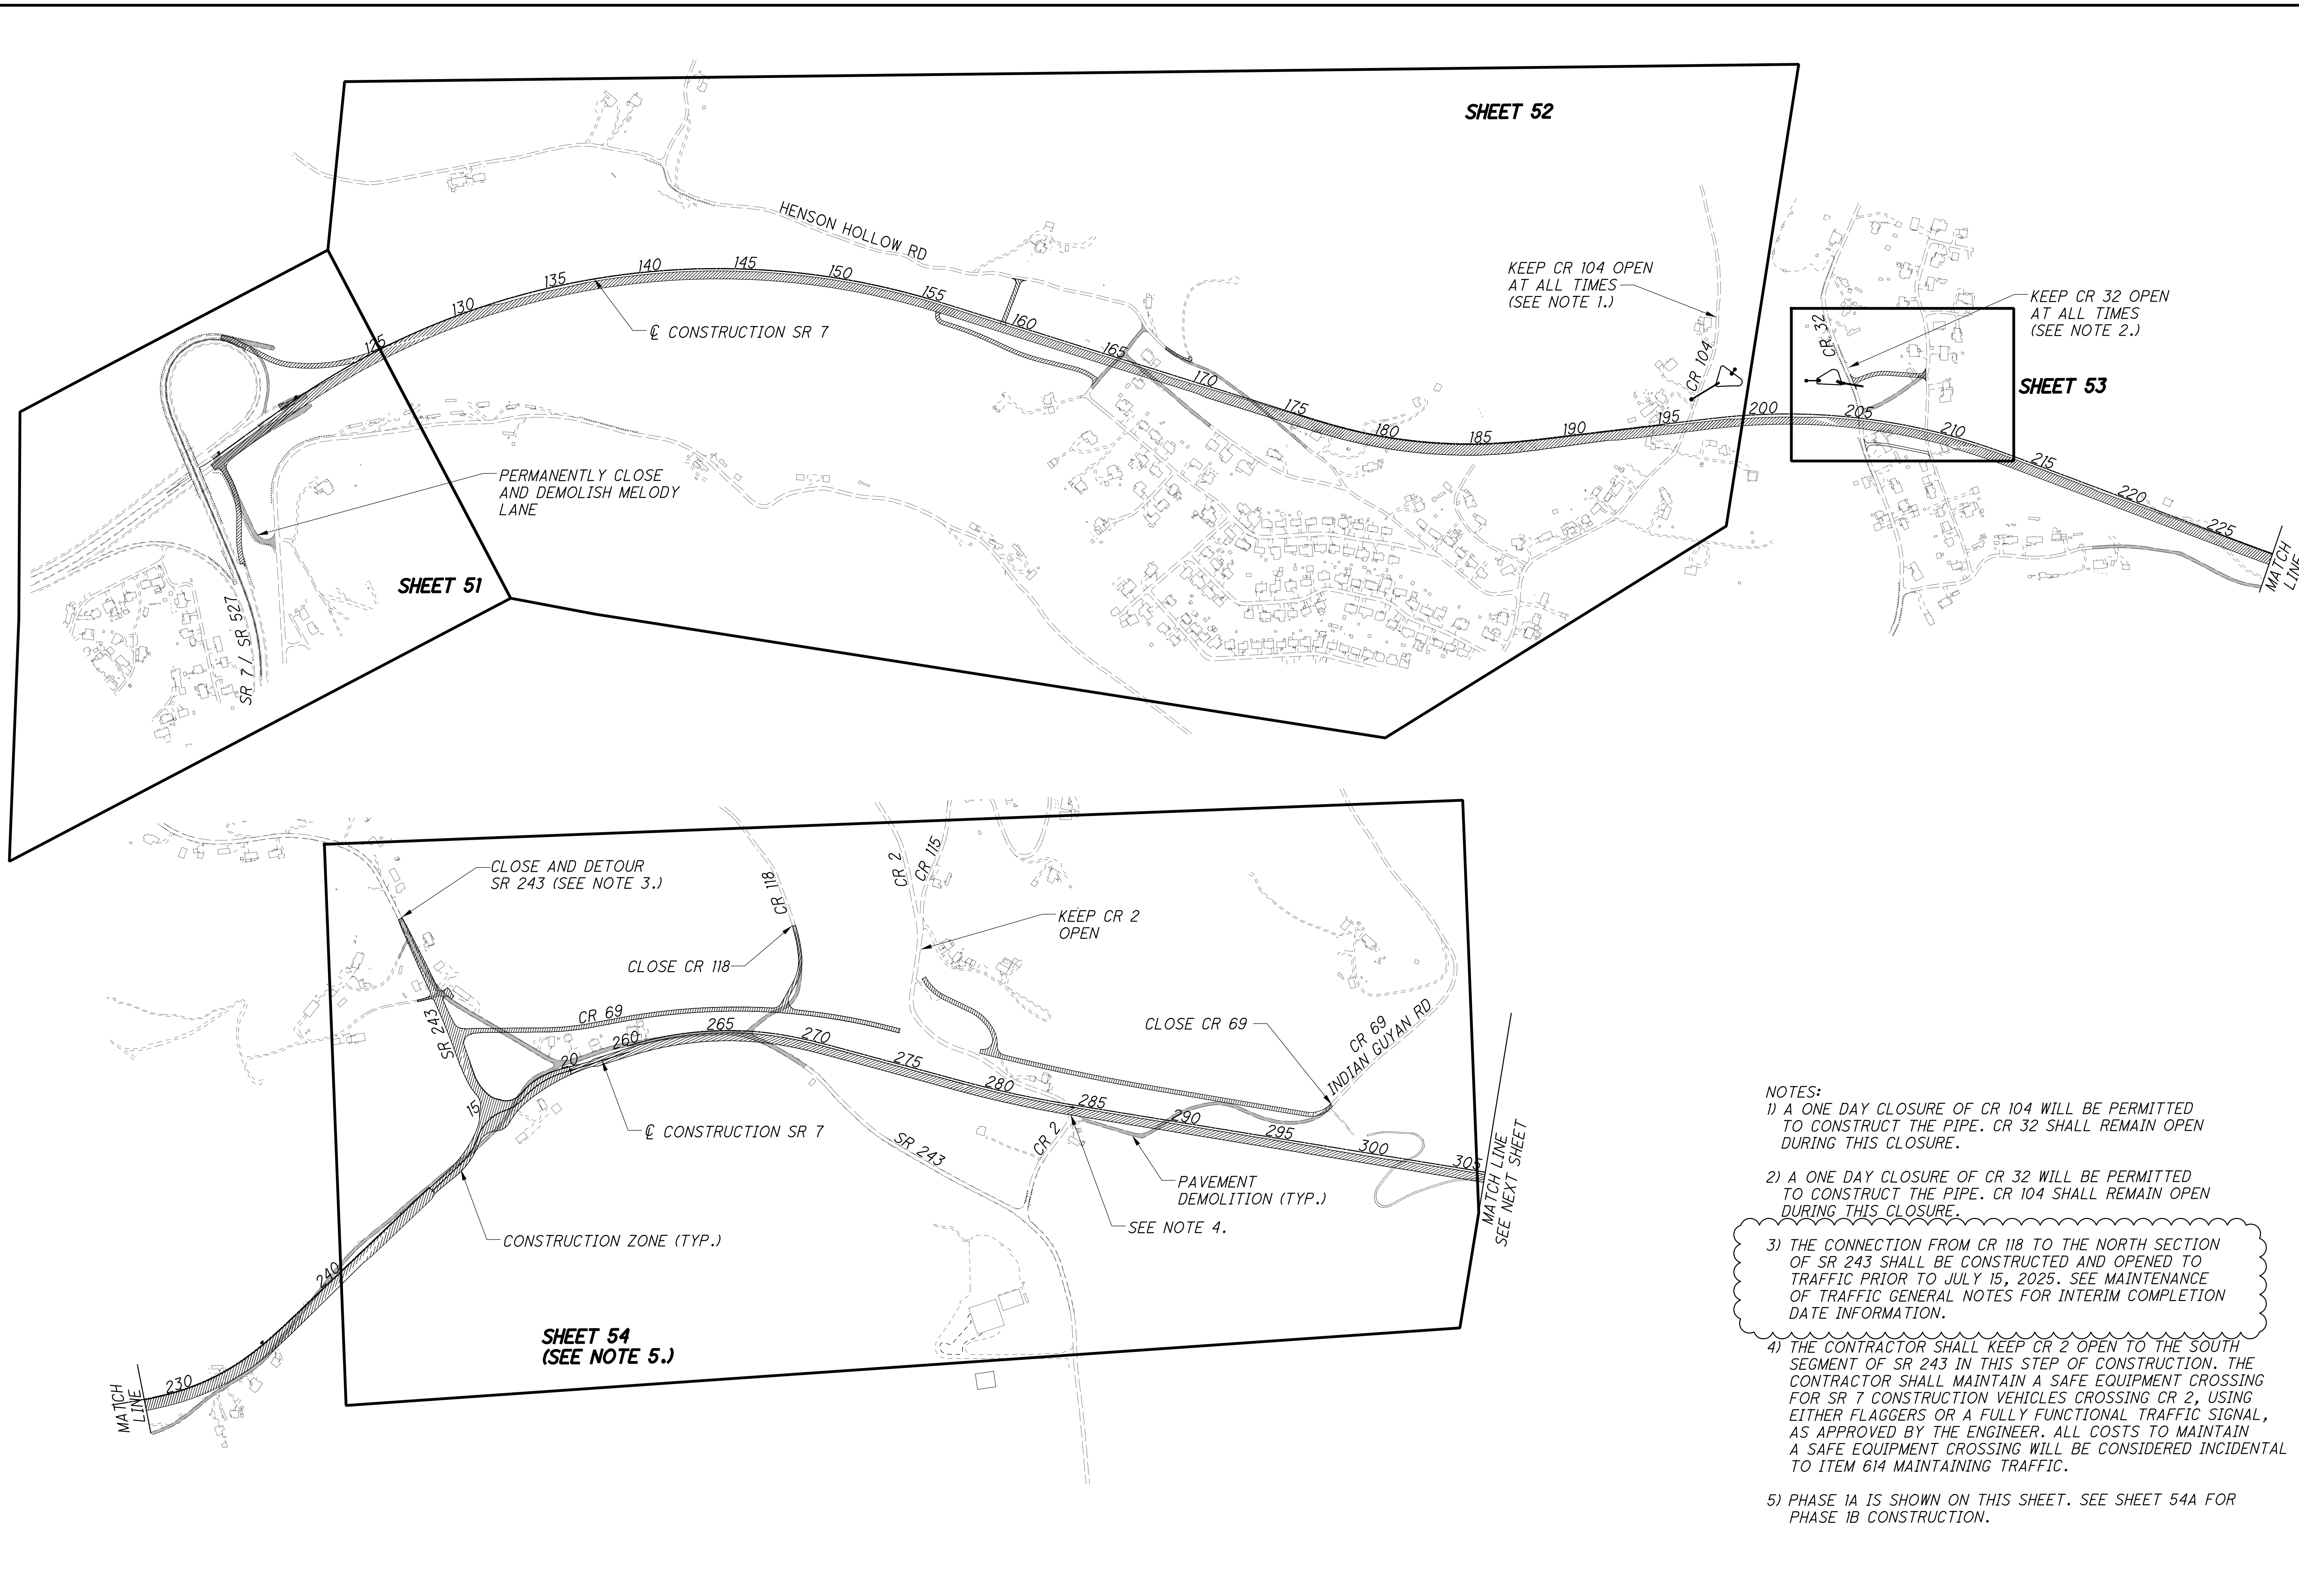 SHEET 52
HENSON HOLLOW RD
125
130
135
140
145
150
155
160
165
170
175
180
185
190
195
200
205
210
215
220
225
℄ CONSTRUCTION SR 7
KEEP CR 104 OPEN
AT ALL TIMES
(SEE NOTE 1.)
CR 104
CR 32
KEEP CR 32 OPEN
AT ALL TIMES
(SEE NOTE 2.)
SHEET 53
MATCH
LINE
PERMANENTLY CLOSE
AND DEMOLISH MELODY
LANE
SHEET 51
SR 7/ SR 527
CLOSE AND DETOUR
SR 243 (SEE NOTE 3.)
CR 118
CLOSE CR 118
CR 2
CR 115
KEEP CR 2
OPEN
SR 243
CR 69
CLOSE CR 69
CR 69
INDIAN GUYAN RD
15
20
260
265
270
275
280
285
290
295
300
305
℄ CONSTRUCTION SR 7
SR 243
CR 2
PAVEMENT
DEMOLITION (TYP.)
SEE NOTE 4.
MATCH LINE
SEE NEXT SHEET
CONSTRUCTION ZONE (TYP.)
240
230
MATCH
LINE
SHEET 54
(SEE NOTE 5.)
NOTES:
1) A ONE DAY CLOSURE OF CR 104 WILL BE PERMITTED
TO CONSTRUCT THE PIPE. CR 32 SHALL REMAIN OPEN
DURING THIS CLOSURE.
2) A ONE DAY CLOSURE OF CR 32 WILL BE PERMITTED
TO CONSTRUCT THE PIPE. CR 104 SHALL REMAIN OPEN
DURING THIS CLOSURE.
3) THE CONNECTION FROM CR 118 TO THE NORTH SECTION
OF SR 243 SHALL BE CONSTRUCTED AND OPENED TO
TRAFFIC PRIOR TO JULY 15, 2025. SEE MAINTENANCE
OF TRAFFIC GENERAL NOTES FOR INTERIM COMPLETION
DATE INFORMATION.
4) THE CONTRACTOR SHALL KEEP CR 2 OPEN TO THE SOUTH
SEGMENT OF SR 243 IN THIS STEP OF CONSTRUCTION. THE
CONTRACTOR SHALL MAINTAIN A SAFE EQUIPMENT CROSSING
FOR SR 7 CONSTRUCTION VEHICLES CROSSING CR 2, USING
EITHER FLAGGERS OR A FULLY FUNCTIONAL TRAFFIC SIGNAL,
AS APPROVED BY THE ENGINEER. ALL COSTS TO MAINTAIN
A SAFE EQUIPMENT CROSSING WILL BE CONSIDERED INCIDENTAL
TO ITEM 614 MAINTAINING TRAFFIC.
5) PHASE 1A IS SHOWN ON THIS SHEET. SEE SHEET 54A FOR
PHASE 1B CONSTRUCTION.